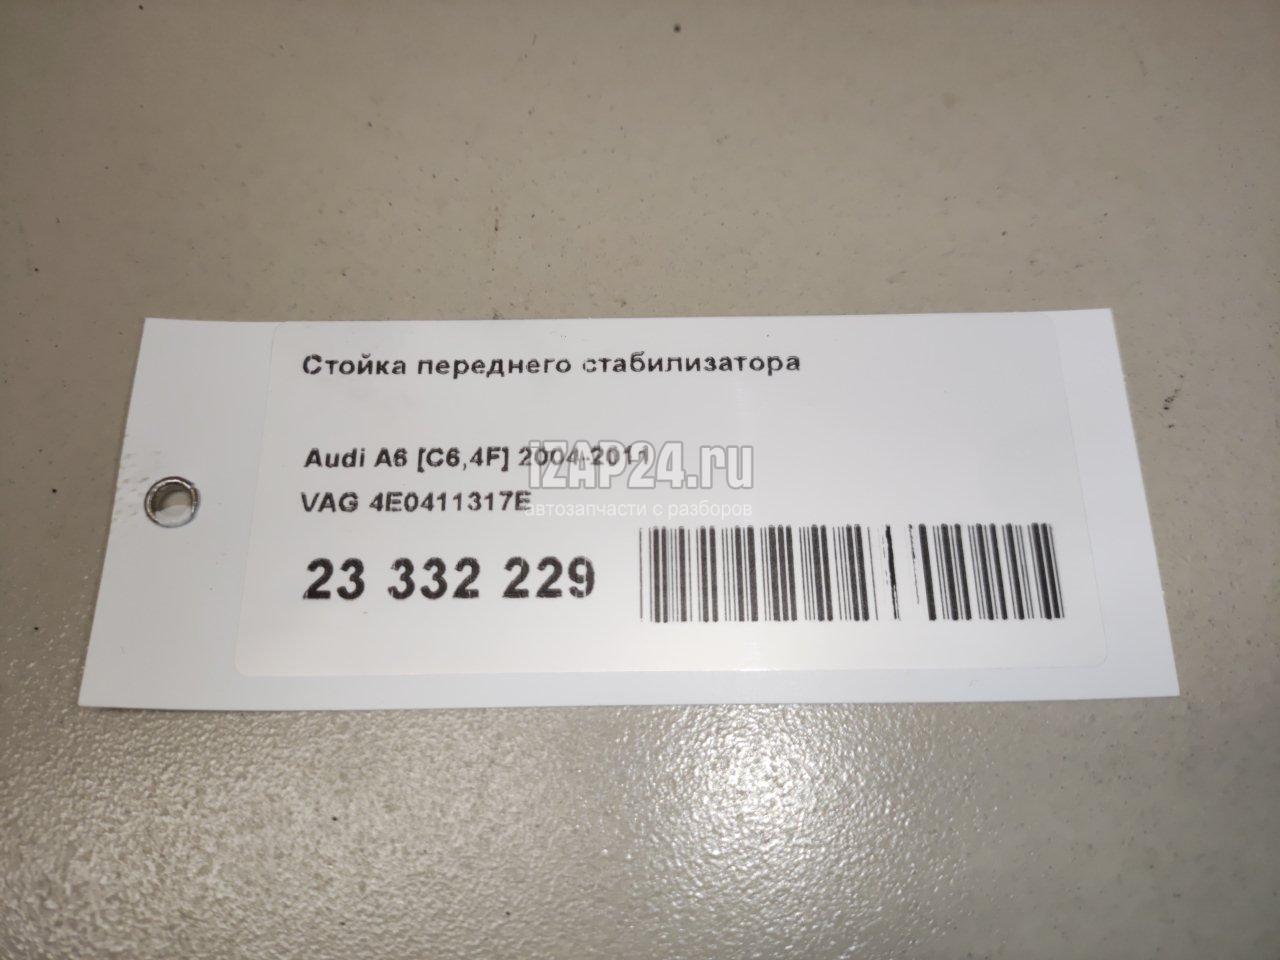 Стойка переднего стабилизатора
Audi A6 [C6,4F] 2004-2011
iZAP24.ru
VAG 4E0411317E
автозапчасти с разборов
23 332 229